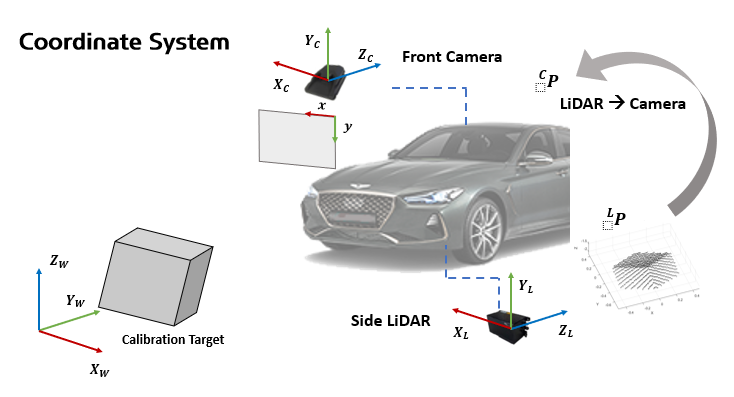 Coordinate System
Y_C
Z_C
Front Camera
X_C
C P
LiDAR → Camera
x
y
L P
Z_W
Y_W
Calibration Target
X_W
Side LiDAR
Y_L
X_L
Z_L